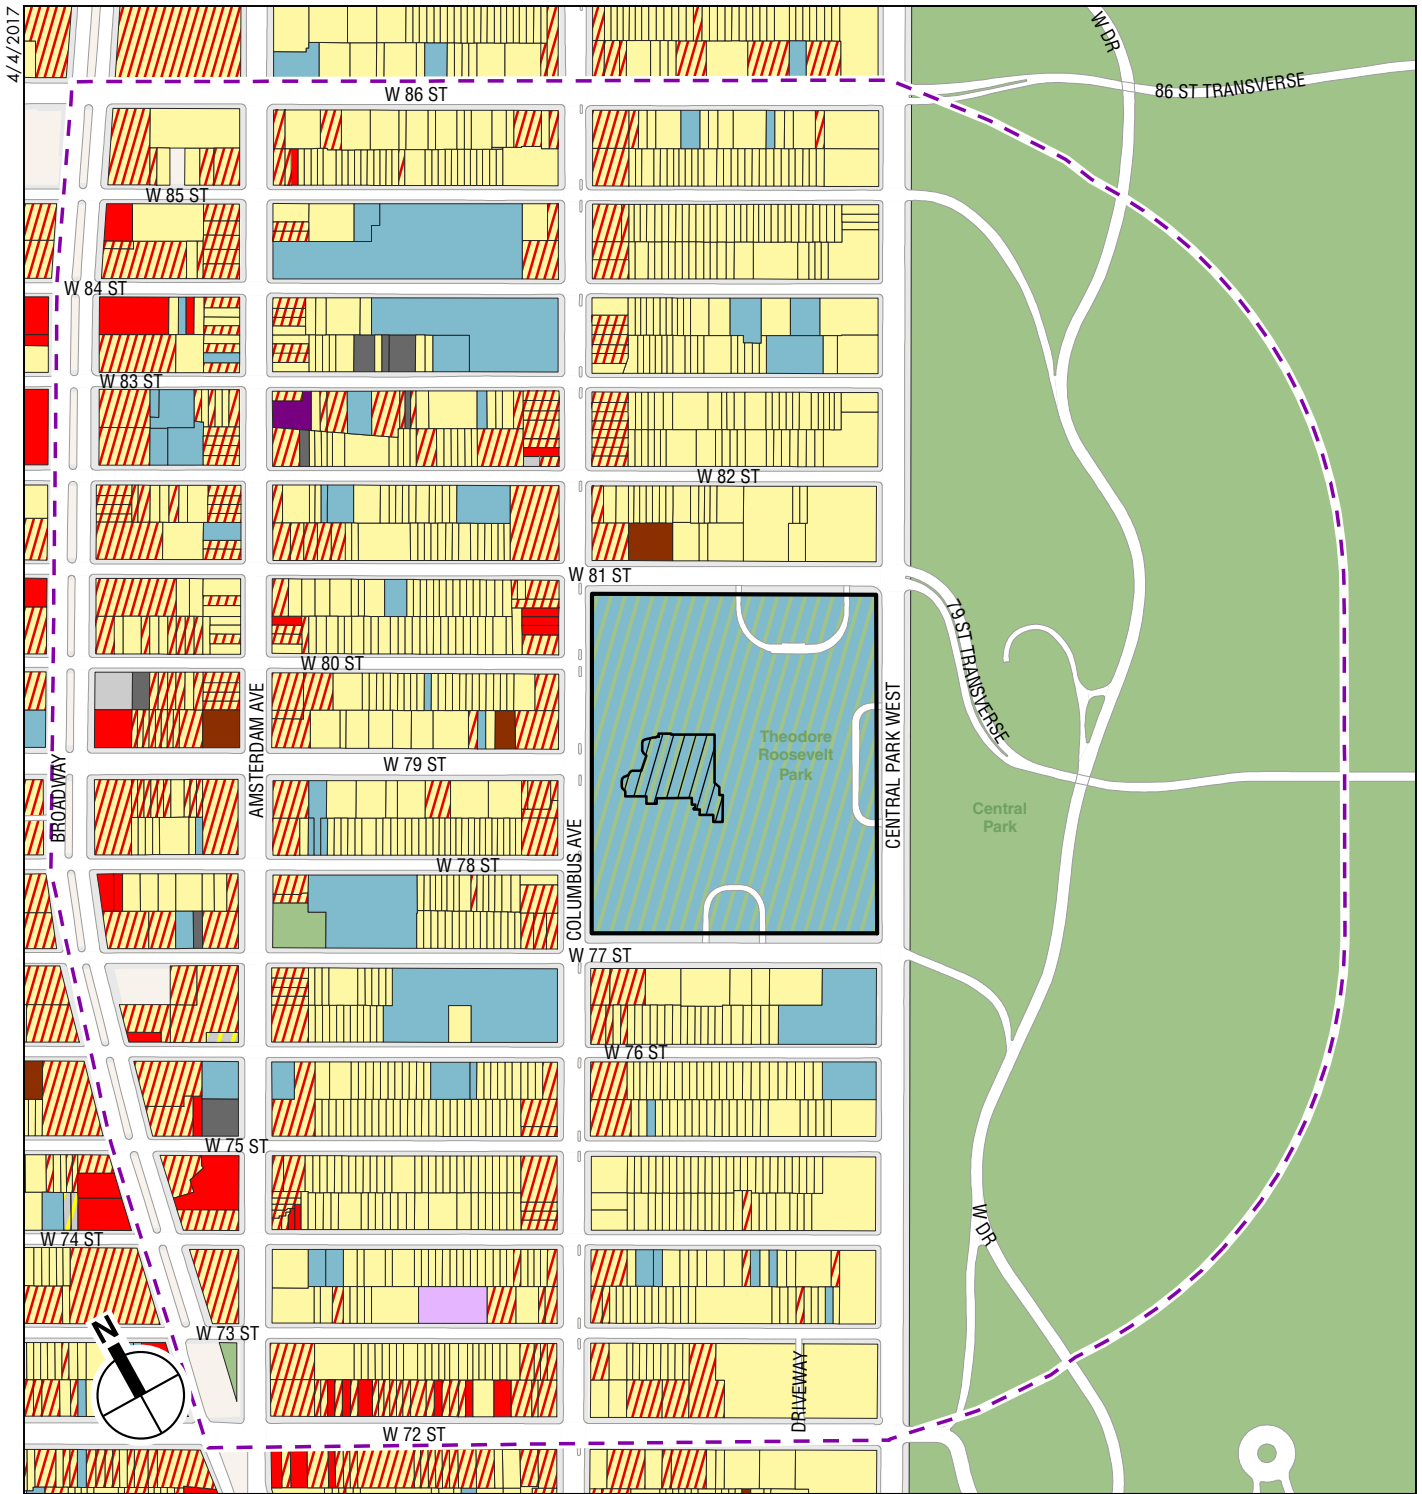 4/4/2017
W DR
86 ST TRANSVERSE
W 86 ST
W 85 ST
W 84 ST
W 83 ST
W 82 ST
W 81 ST
79 ST TRANSVERSE
W 80 ST
AMSTERDAM AVE
CENTRAL PARK WEST
Theodore
Roosevelt
Park
W 79 ST
BROADWAY
COLUMBUS AVE
Central
Park
W 78 ST
W 77 ST
W 76 ST
W 75 ST
W DR
W 74 ST
N
W 73 ST
DRIVEWAY
W 72 ST